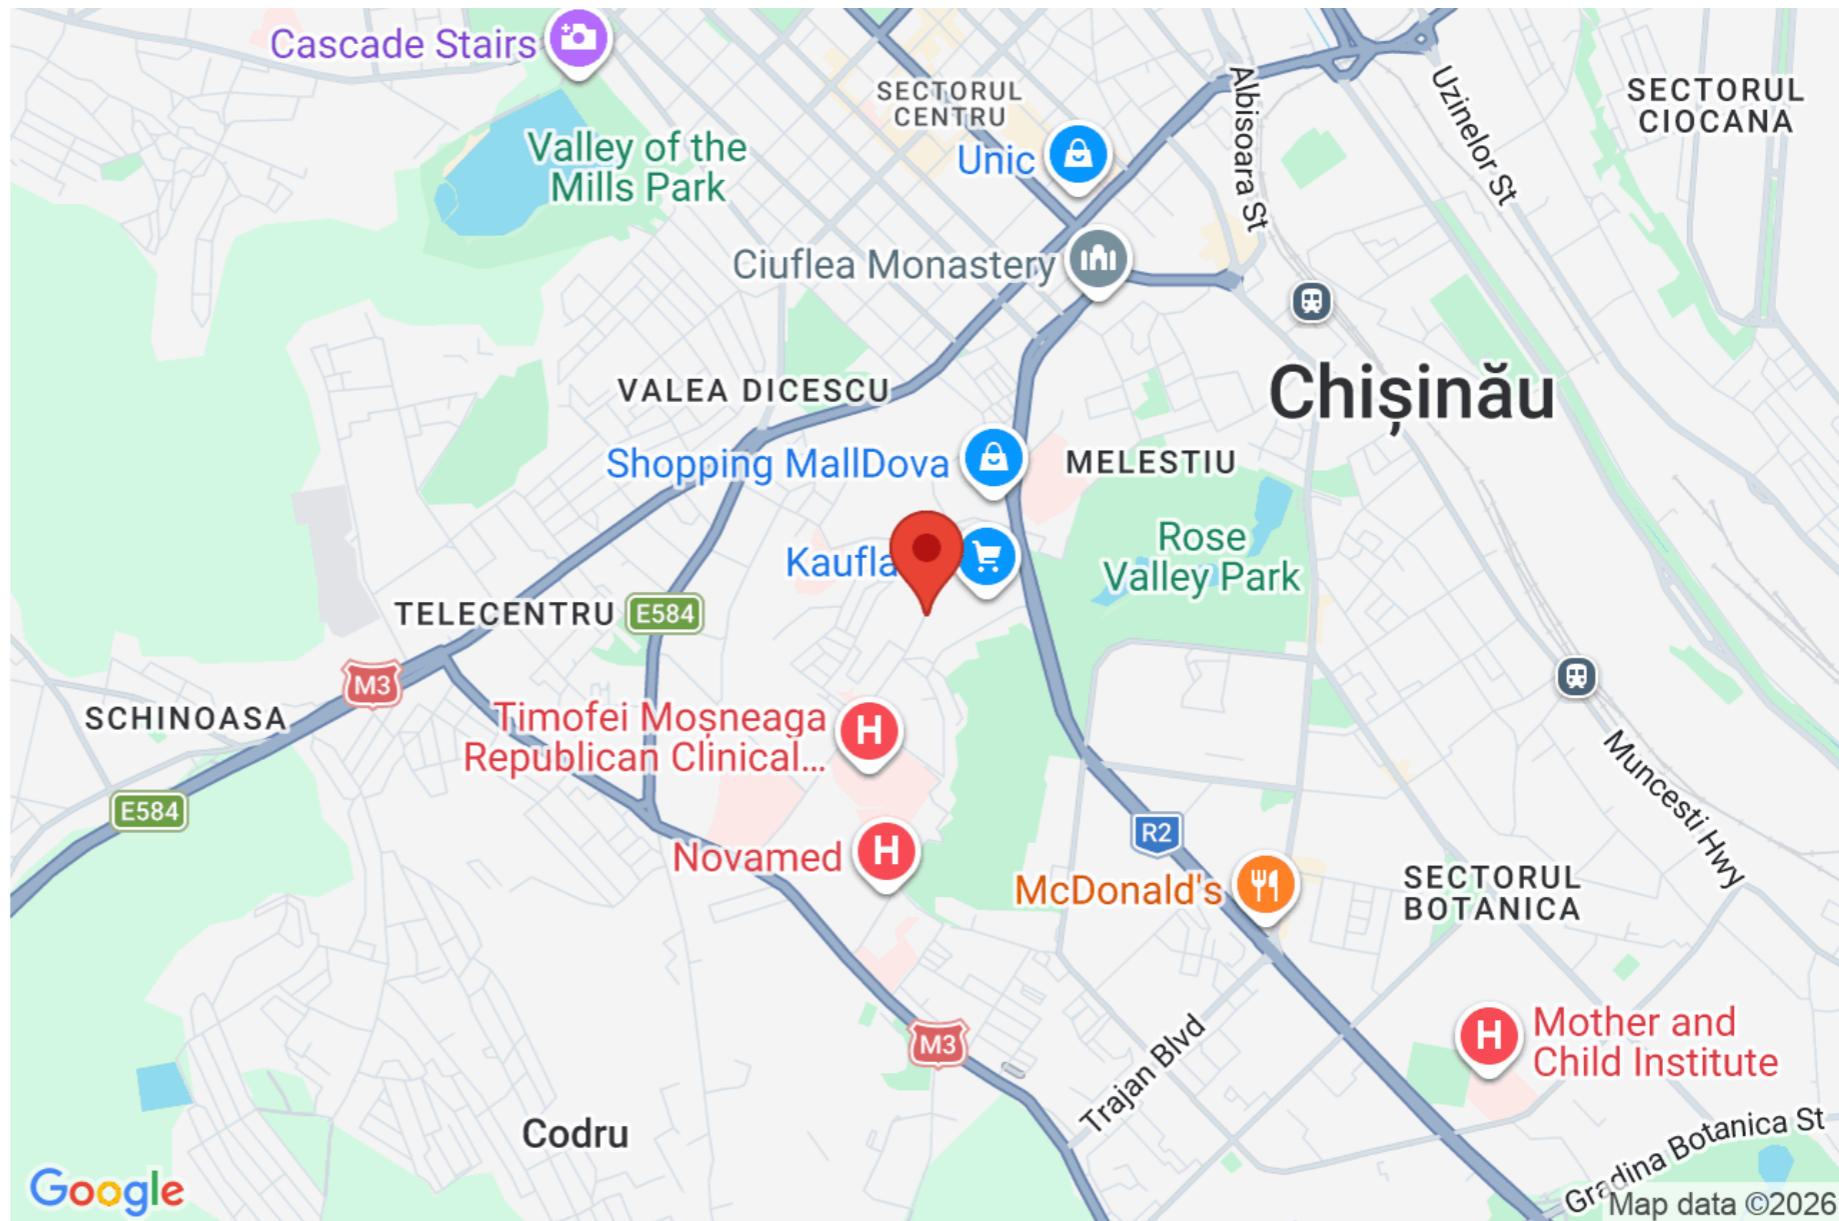 Cascade Stairs
SECTORUL
CENTRU
Albisoara St
Uzinelor St
SECTORUL
CIOCANA
Valley of the
Mills Park
Unic
Ciuflea Monastery
Chișinău
VALEA DICESCU
Shopping MallDova
MELESTIU
Rose
Valley Park
Kaufla
TELECENTRU
E584
M3
SCHINOASA
Timofei Moșneaga
Republican Clinical...
H
E584
Muncesti Hwy
R2
Novamed
H
McDonald's
SECTORUL
BOTANICA
M3
Trajan Blvd
H
Mother and
Child Institute
Codru
Gradina Botanica St
Google
Map data ©2026